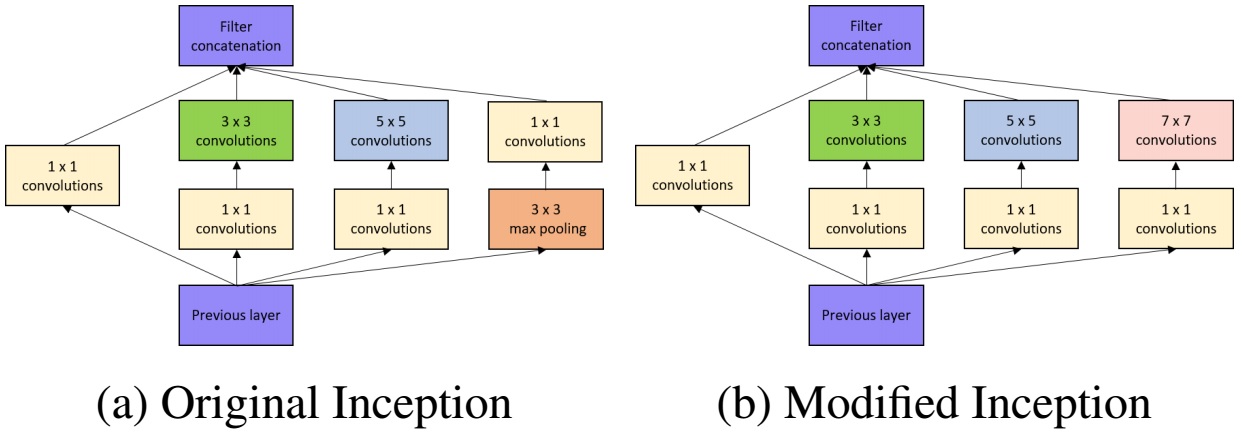 Filter
concatenation
3 x 3
convolutions
5 x 5
convolutions
1 x 1
convolutions
1 x 1
convolutions
1 x 1
convolutions
1 x 1
convolutions
3 x 3
max pooling
Previous layer
(a) Original Inception
Filter
concatenation
3 x 3
convolutions
5 x 5
convolutions
7 x 7
convolutions
1 x 1
convolutions
1 x 1
convolutions
1 x 1
convolutions
1 x 1
convolutions
Previous layer
(b) Modified Inception